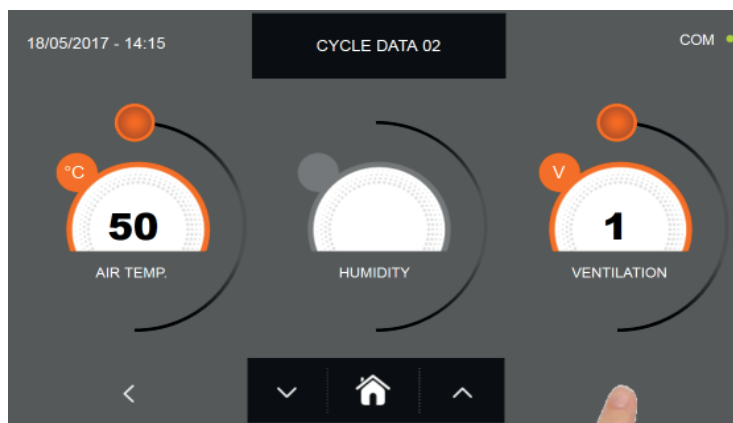 18/05/2017 - 14:15
CYCLE DATA 02
COM
°C
V
50
1
AIR TEMP.
HUMIDITY
VENTILATION